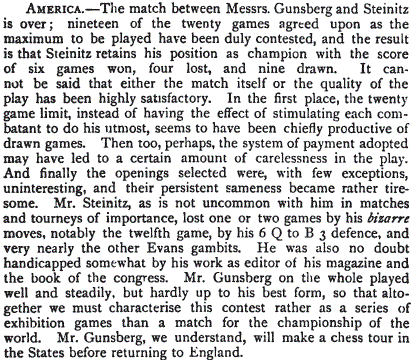 AMERICA.—The match between Messrs. Gunsberg and Steinitz
is over; nineteen of the twenty games agreed upon as the
maximum to be played have been duly contested, and the result
is that Steinitz retains his position as champion with the score
of six games won, four lost, and nine drawn. It can-
not be said that either the match itself or the quality of the
play has been highly satisfactory. In the first place, the twenty
game limit, instead of having the effect of stimulating each com-
batant to do his utmost, seems to have been chiefly productive of
drawn games. Then too, perhaps, the system of payment adopted
may have led to a certain amount of carelessness in the play.
And finally the openings selected were, with few exceptions,
uninteresting, and their persistent sameness became rather tire-
some. Mr. Steinitz, as is not uncommon with him in matches
and tourneys of importance, lost one or two games by his bizarre
moves, notably the twelfth game, by his 6 Q to B 3 defence, and
very nearly the other Evans gambits. He was also no doubt
handicapped somewhat by his work as editor of his magazine and
the book of the congress. Mr. Gunsberg on the whole played
well and steadily, but hardly up to his best form, so that alto-
gether we must characterise this contest rather as a series of
exhibition games than a match for the championship of the
world. Mr. Gunsberg, we understand, will make a chess tour in
the States before returning to England.